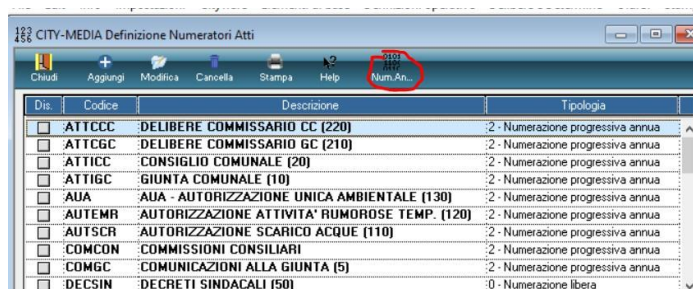 123 456 CITY-MEDIA Definizione Numeratori Atti
Chiudi Aggiungi Modifica Cancella Stampa Help Num.An...
Dis. Codice Descrizione Tipologia
ATTCCC DELIBERE COMMISSARIO CC (220) 2 - Numerazione progressiva annua
ATTCGC DELIBERE COMMISSARIO GC (210) 2 - Numerazione progressiva annua
ATTICC CONSIGLIO COMUNALE (20) 2 - Numerazione progressiva annua
ATTIGC GIUNTA COMUNALE (10) 2 - Numerazione progressiva annua
AUA AUA - AUTORIZZAZIONE UNICA AMBIENTALE (130) 2 - Numerazione progressiva annua
AUTEMR AUTORIZZAZIONE ATTIVITA' RUMOROSE TEMP. (120) 2 - Numerazione progressiva annua
AUTSCR AUTORIZZAZIONE SCARICO ACQUE (110) 2 - Numerazione progressiva annua
COMCON COMMISSIONI CONSILIARI 2 - Numerazione progressiva annua
COMGC COMUNICAZIONI ALLA GIUNTA (5) 2 - Numerazione progressiva annua
DECSIN DECRETI SINDACALI (50) 0 - Numerazione libera